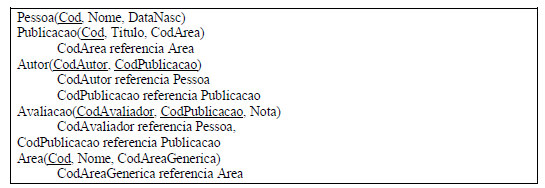 Pessoa(Cod, Nome, DataNasc)
Publicacao(Cod, Titulo, CodArea)
CodArea referencia Area
Autor(CodAutor, CodPublicacao)
CodAutor referencia Pessoa
CodPublicacao referencia Publicacao
Avaliacao(CodAvaliador, CodPublicacao, Nota)
CodAvaliador referencia Pessoa,
CodPublicacao referencia Publicacao
Area(Cod, Nome, CodAreaGenerica)
CodAreaGenerica referencia Area